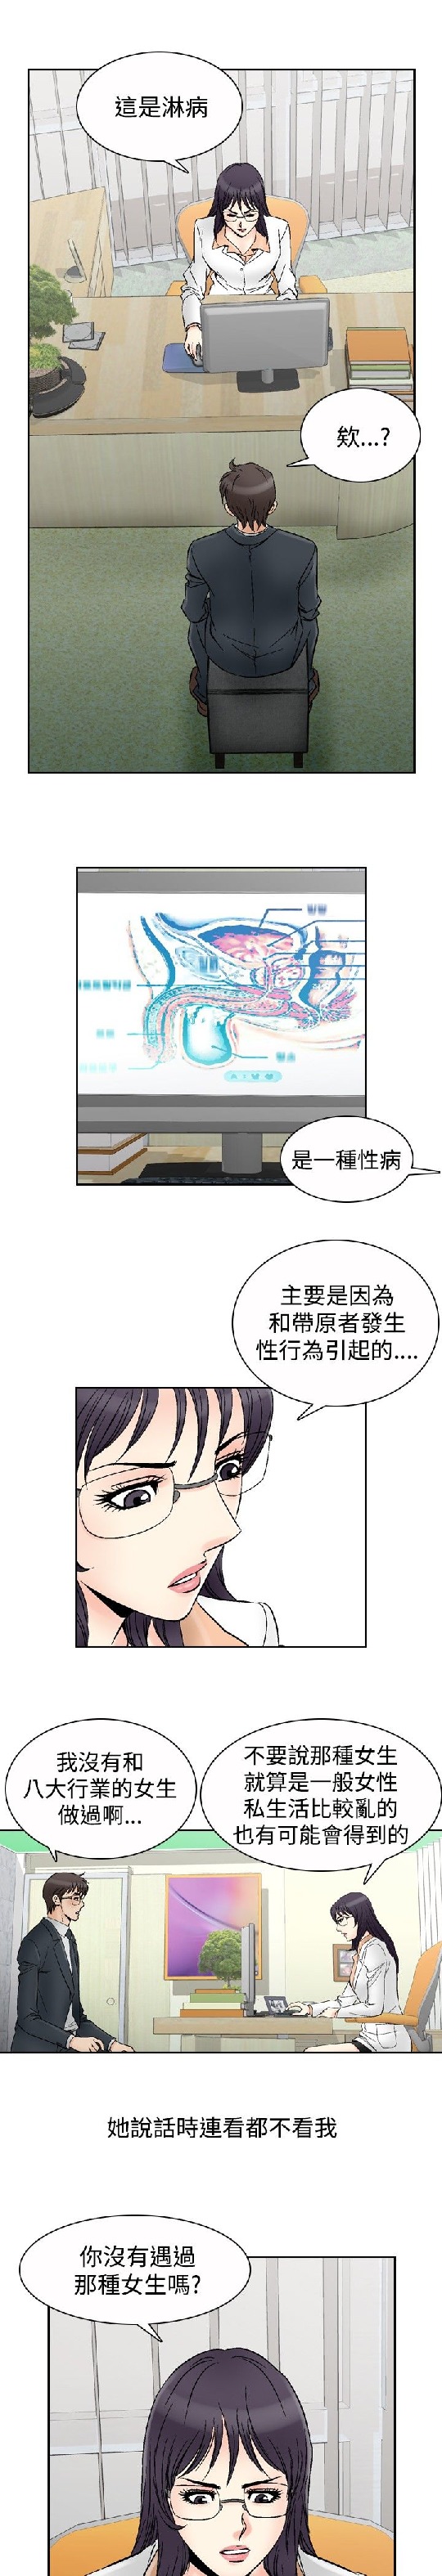 這是淋病
欸...?
是一種性病
主要是因為
和帶原者發生
性行為引起的....
我沒有和
八大行業的女生
做過啊...
不要說那種女生
就算是一般女性
私生活比較亂的
也有可能會得到的
她說話時連看都不看我
你沒有遇過
那種女生嗎?